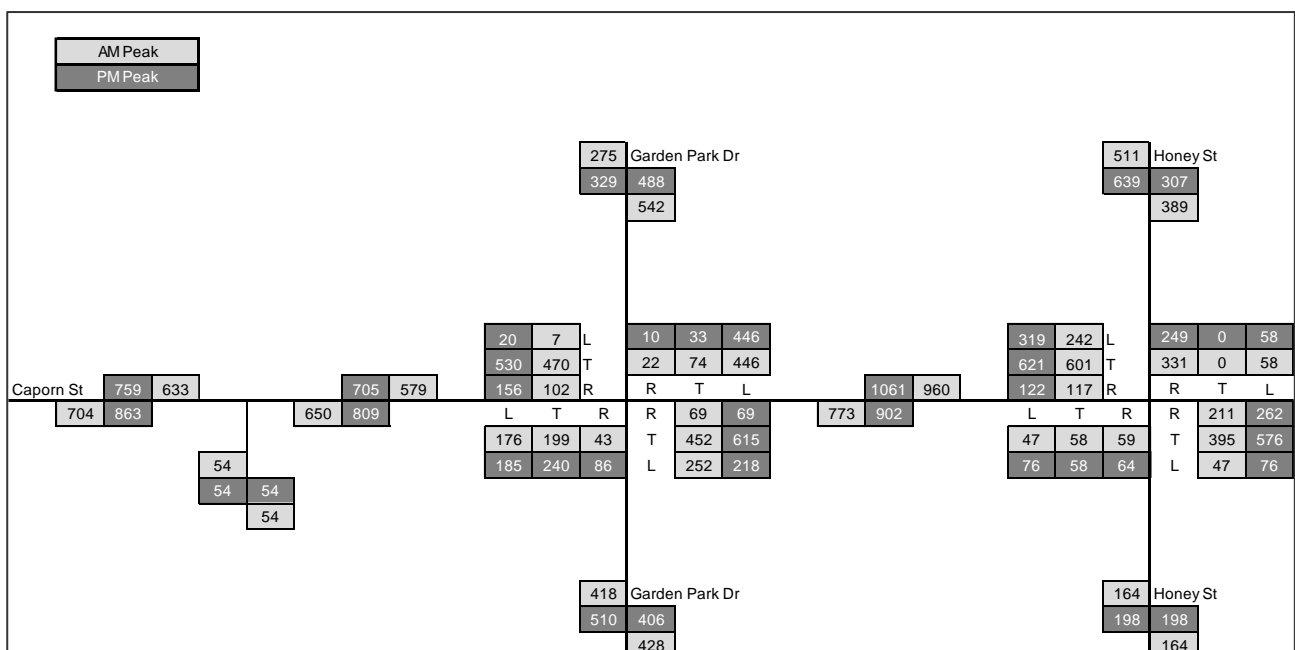 AM Peak
PM Peak
275 Garden Park Dr 511 Honey St
329 488 639 307
542 389
20 7 L 10 33 446 319 242 L 249 0 58
530 470 T 22 74 446 621 601 T 331 0 58
Caporn St 759 633 705 579 156 102 R R T L 1061 960 122 117 R R T L
704 863 650 809 L T R R 69 69 773 902 L T R R 211 262
176 199 43 T 452 615 47 58 59 T 395 576
54 185 240 86 L 252 218 76 58 64 L 47 76
54 54
54
418 Garden Park Dr 164 Honey St
510 406 198 198
428 164